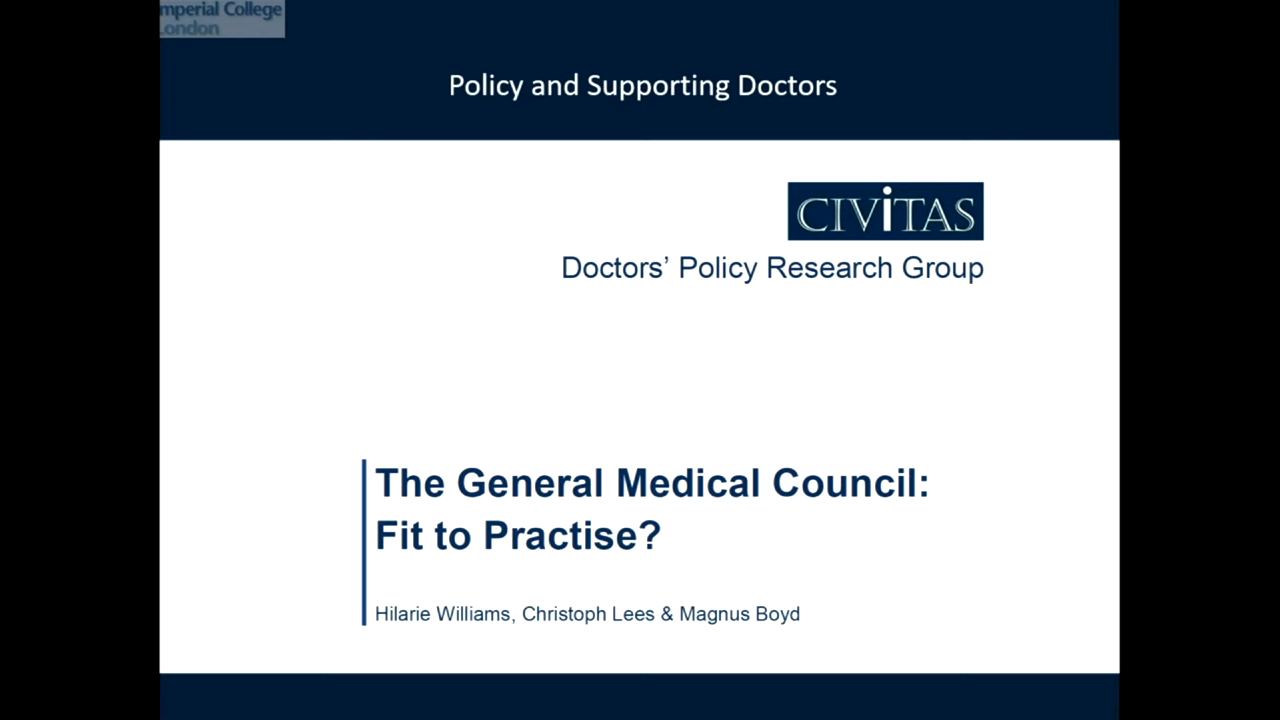 mperial College
London
Policy and Supporting Doctors
CIVITAS
Doctors’ Policy Research Group
The General Medical Council:
Fit to Practise?
Hilarie Williams, Christoph Lees & Magnus Boyd